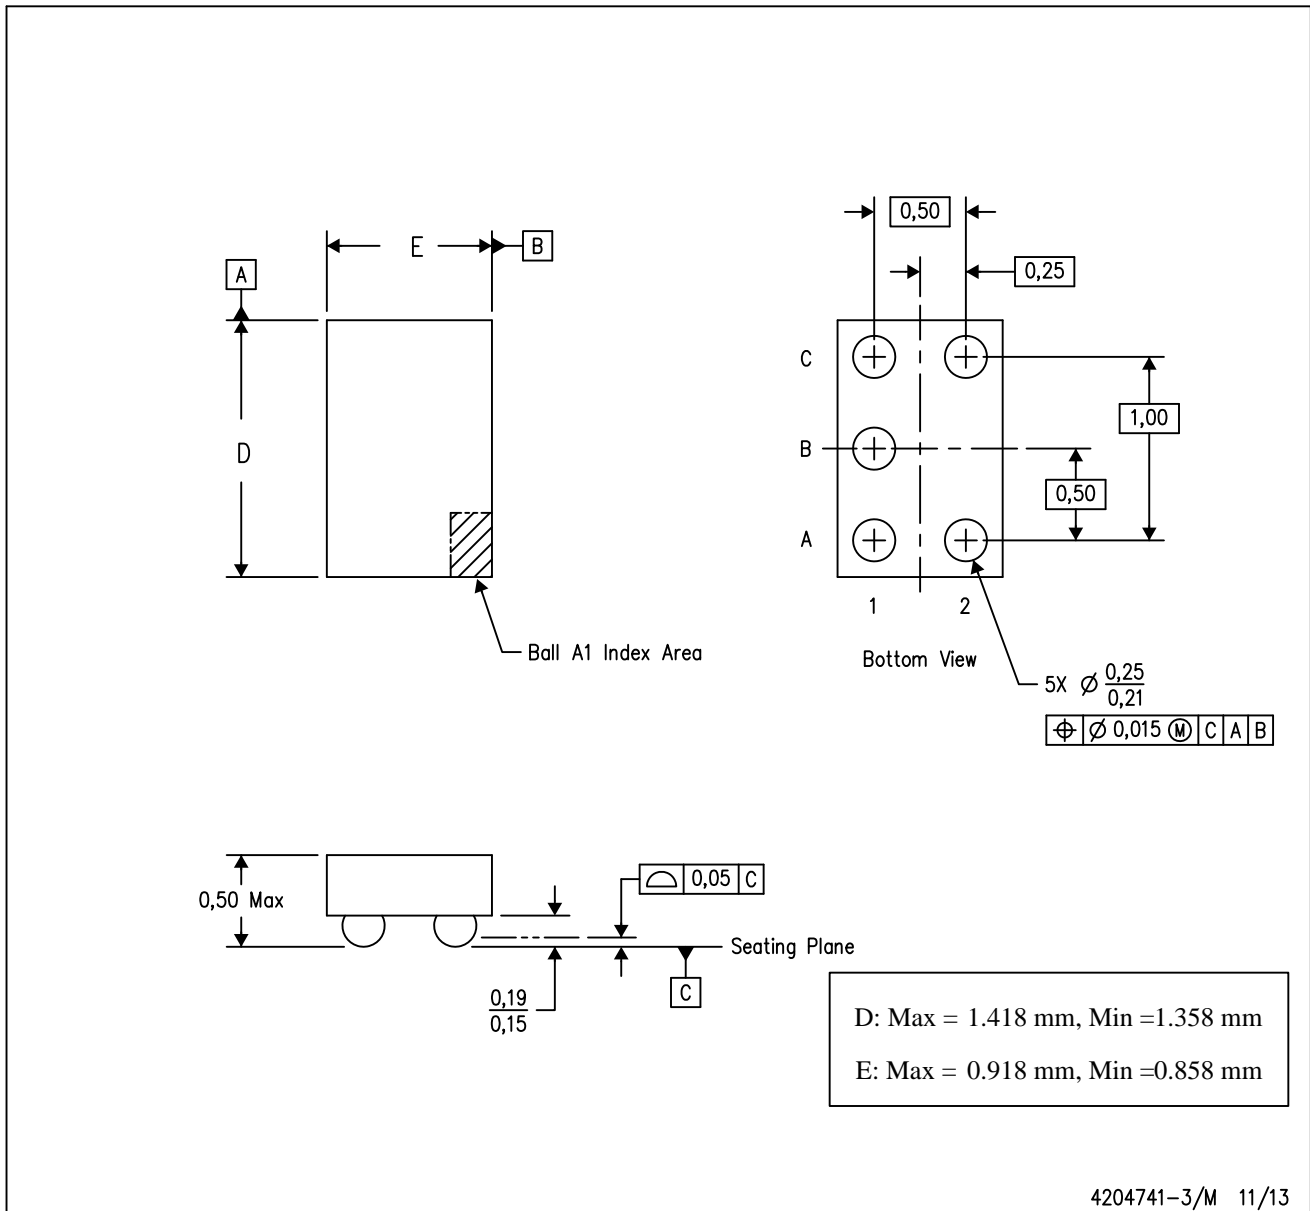 0,50
E
B
A
0,25
C
D
1,00
B
0,50
A
1 2
Ball A1 Index Area
Bottom View
5X Ø 0,25
0,21
⌖ Ø 0,015 Ⓜ C A B
0,05 C
0,50 Max
Seating Plane
C
0,19
0,15
D: Max = 1.418 mm, Min =1.358 mm
E: Max = 0.918 mm, Min =0.858 mm
4204741-3/M 11/13